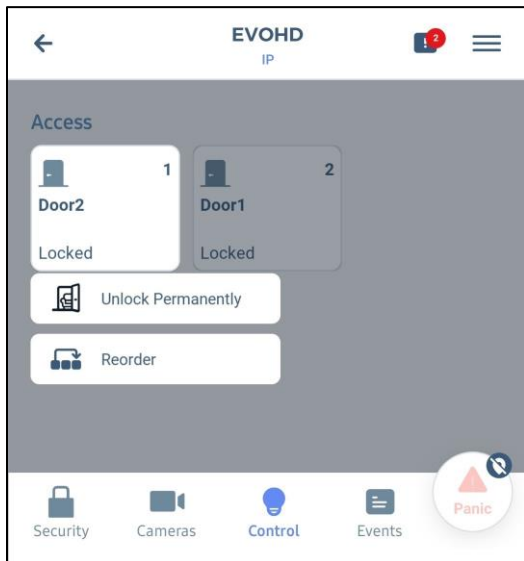 EVOHD
IP
2
Access
1
Door2
Locked
2
Door1
Locked
Unlock Permanently
Reorder
Panic
Security
Cameras
Control
Events